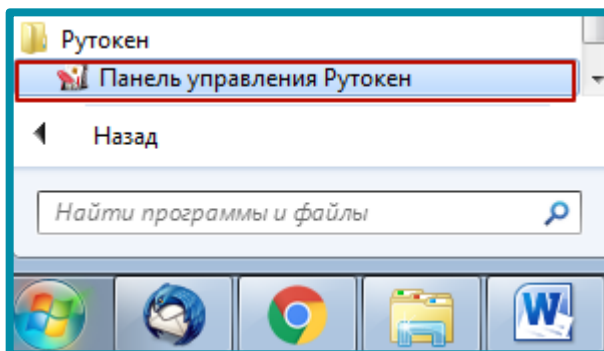 Рутокен
Панель управления Рутокен
Назад
Найти программы и файлы
W